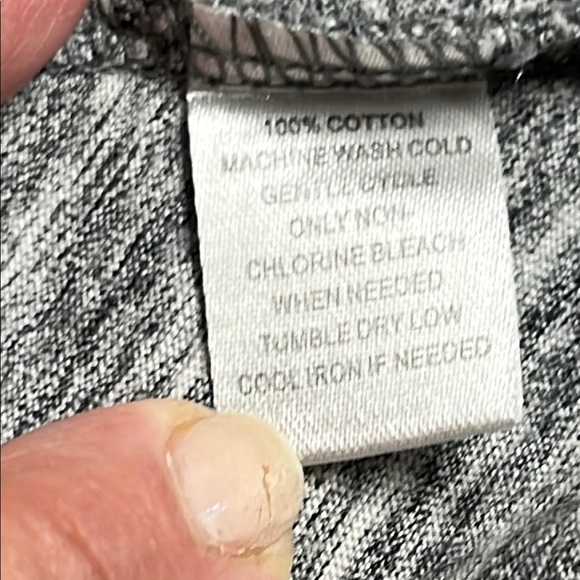 100% COTTON
MACHINE WASH COLD
GENTLE CYCLE
ONLY NON-
CHLORINE BLEACH
WHEN NEEDED
TUMBLE DRY LOW
COOL IRON IF NEEDED